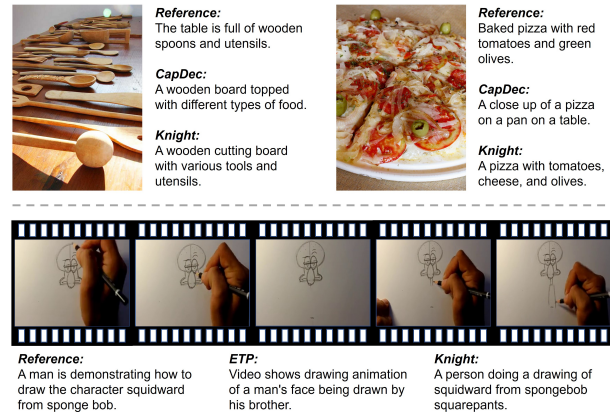 Reference:
The table is full of wooden
spoons and utensils.
CapDec:
A wooden board topped
with different types of food.
Knight:
A wooden cutting board
with various tools and
utensils.
Reference:
Baked pizza with red
tomatoes and green
olives.
CapDec:
A close up of a pizza
on a pan on a table.
Knight:
A pizza with tomatoes,
cheese, and olives.
Reference:
A man is demonstrating how to
draw the character squidward
from sponge bob.
ETP:
Video shows drawing animation
of a man's face being drawn by
his brother.
Knight:
A person doing a drawing of
squidward from spongebob
squarepants.